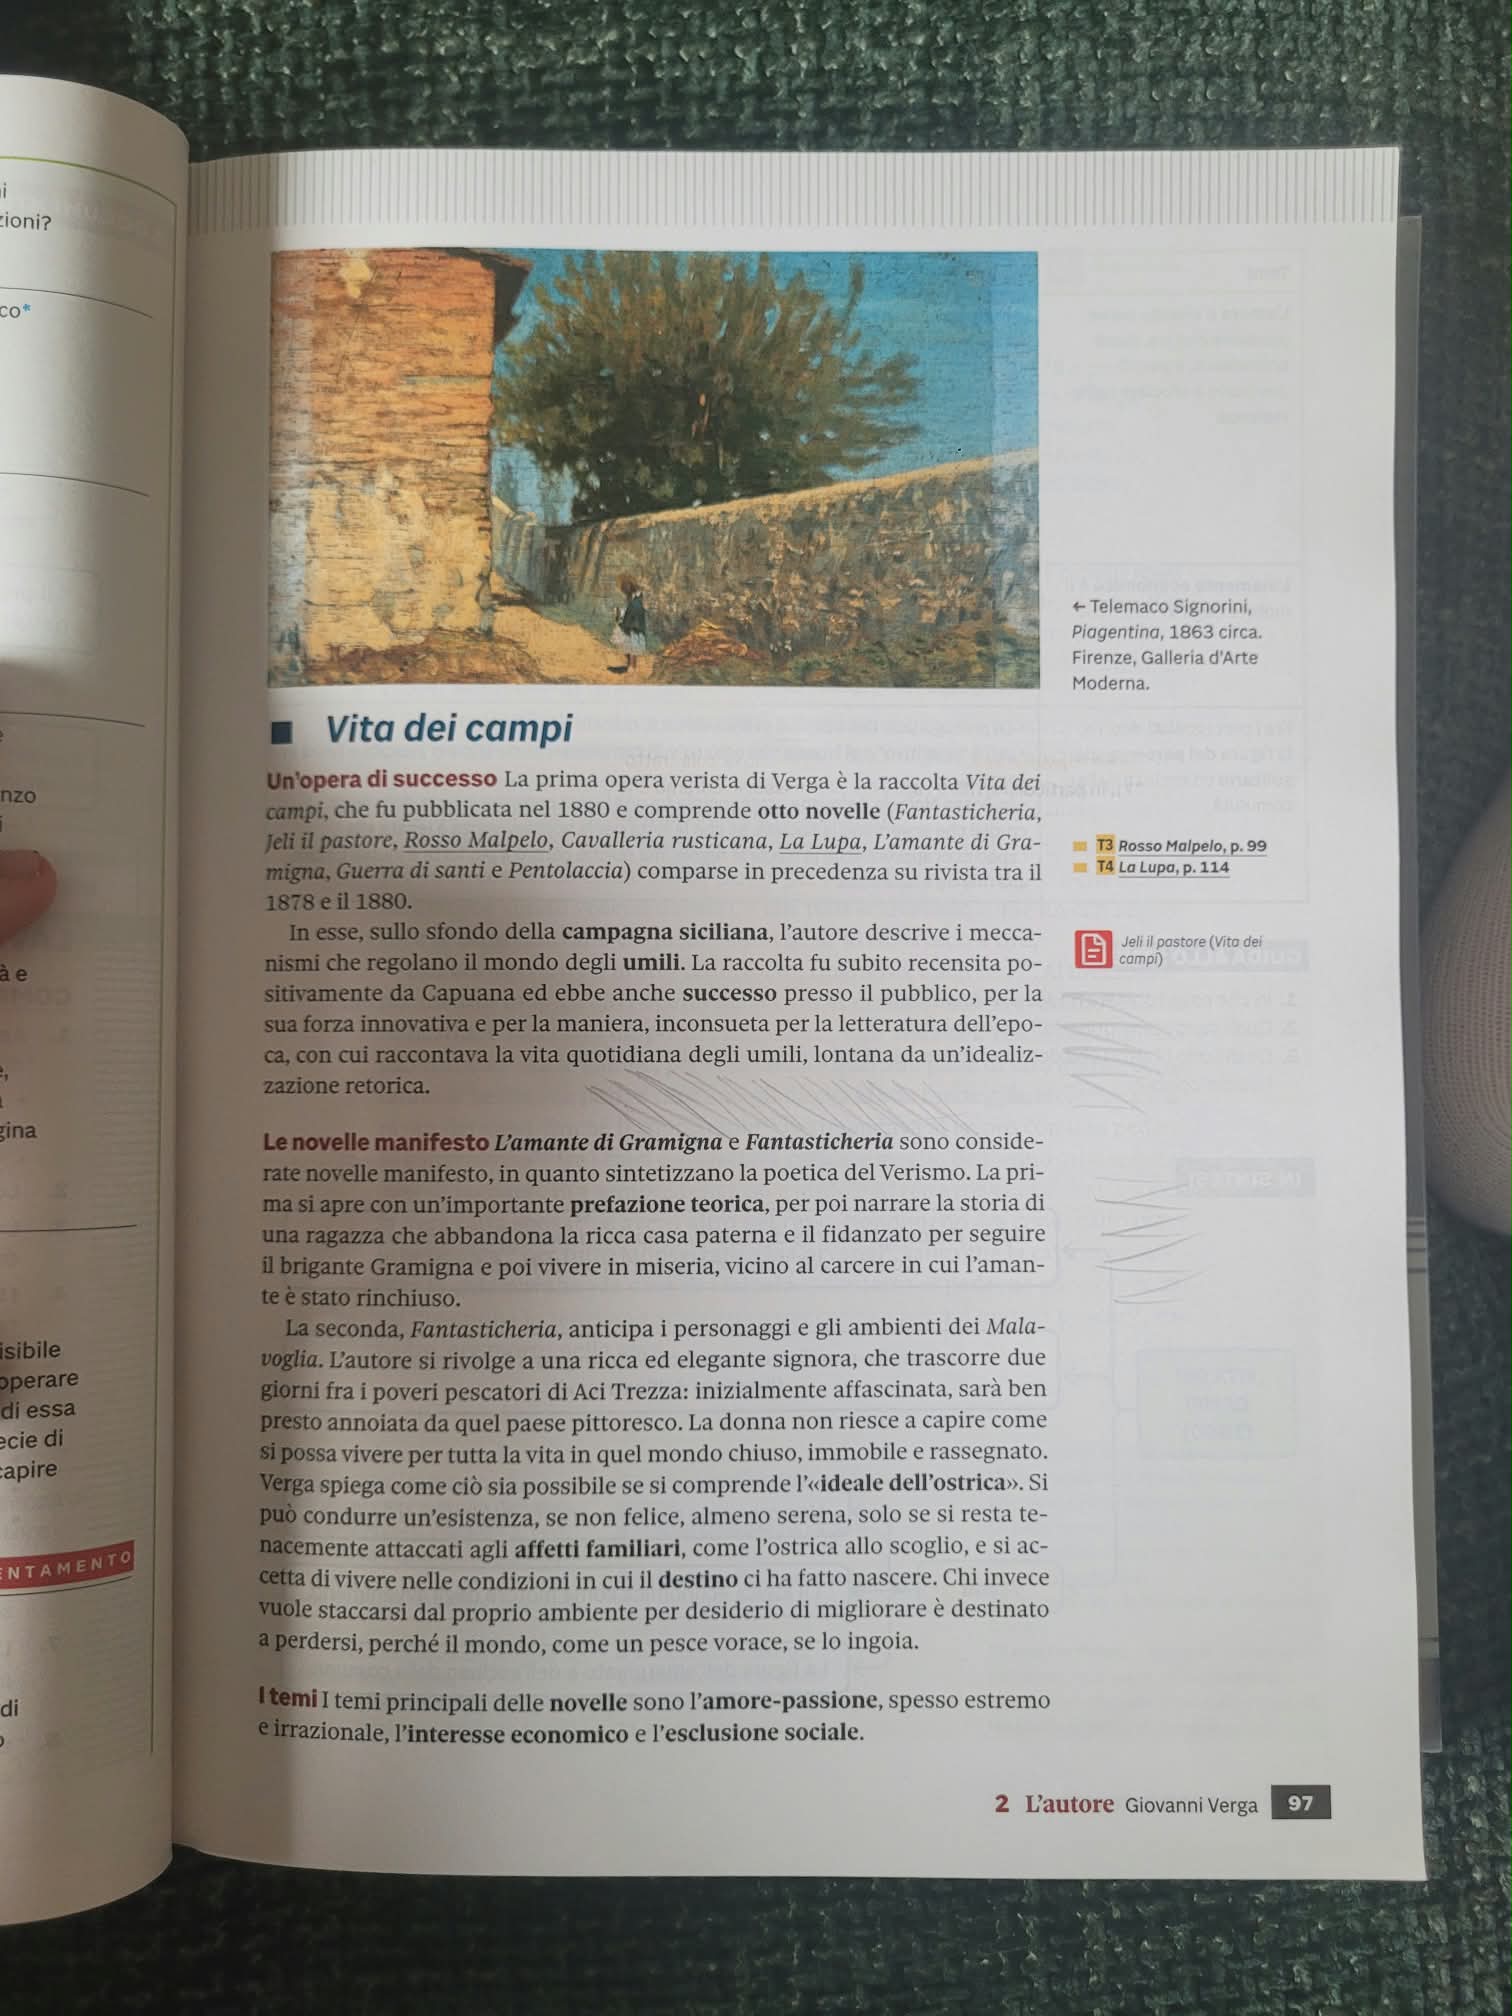 i
zioni?
co*
nzo
i
à e
e,
gina
isibile
operare
di essa
ecie di
capire
ENTAMENTO
di
← Telemaco Signorini,
Piagentina, 1863 circa.
Firenze, Galleria d'Arte
Moderna.
Vita dei campi
Un'opera di successo La prima opera verista di Verga è la raccolta Vita dei
campi, che fu pubblicata nel 1880 e comprende otto novelle (Fantasticheria,
Jeli il pastore, Rosso Malpelo, Cavalleria rusticana, La Lupa, L'amante di Gra-
migna, Guerra di santi e Pentolaccia) comparse in precedenza su rivista tra il
1878 e il 1880.
In esse, sullo sfondo della campagna siciliana, l'autore descrive i mecca-
nismi che regolano il mondo degli umili. La raccolta fu subito recensita po-
sitivamente da Capuana ed ebbe anche successo presso il pubblico, per la
sua forza innovativa e per la maniera, inconsueta per la letteratura dell'epo-
ca, con cui raccontava la vita quotidiana degli umili, lontana da un'idealiz-
zazione retorica.
T3 Rosso Malpelo, p. 99
T4 La Lupa, p. 114
Jeli il pastore (Vita dei
campi)
Le novelle manifesto L'amante di Gramigna e Fantasticheria sono conside-
rate novelle manifesto, in quanto sintetizzano la poetica del Verismo. La pri-
ma si apre con un'importante prefazione teorica, per poi narrare la storia di
una ragazza che abbandona la ricca casa paterna e il fidanzato per seguire
il brigante Gramigna e poi vivere in miseria, vicino al carcere in cui l'aman-
te è stato rinchiuso.
La seconda, Fantasticheria, anticipa i personaggi e gli ambienti dei Mala-
voglia. L'autore si rivolge a una ricca ed elegante signora, che trascorre due
giorni fra i poveri pescatori di Aci Trezza: inizialmente affascinata, sarà ben
presto annoiata da quel paese pittoresco. La donna non riesce a capire come
si possa vivere per tutta la vita in quel mondo chiuso, immobile e rassegnato.
Verga spiega come ciò sia possibile se si comprende l'«ideale dell'ostrica». Si
può condurre un'esistenza, se non felice, almeno serena, solo se si resta te-
nacemente attaccati agli affetti familiari, come l'ostrica allo scoglio, e si ac-
cetta di vivere nelle condizioni in cui il destino ci ha fatto nascere. Chi invece
vuole staccarsi dal proprio ambiente per desiderio di migliorare è destinato
a perdersi, perché il mondo, come un pesce vorace, se lo ingoia.
I temi I temi principali delle novelle sono l'amore-passione, spesso estremo
e irrazionale, l'interesse economico e l'esclusione sociale.
2 L'autore Giovanni Verga 97